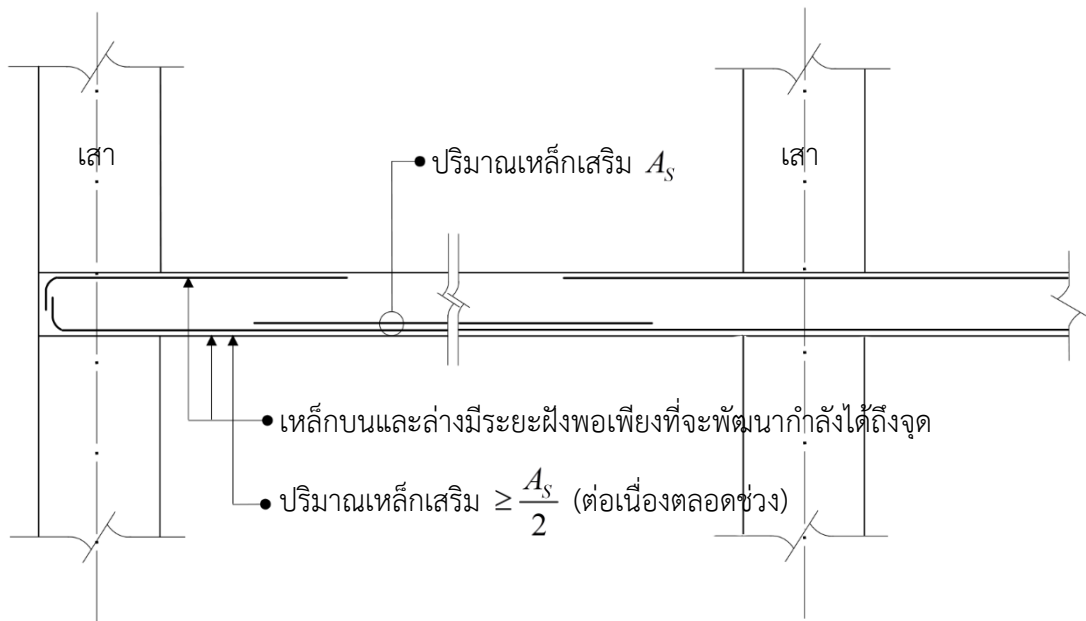 เสา
เสา
ปริมาณเหล็กเสริม A_S
เหล็กบนและล่างมีระยะฝังพอเพียงที่จะพัฒนากำลังได้ถึงจุด
ปริมาณเหล็กเสริม ≥ A_S/2 (ต่อเนื่องตลอดช่วง)